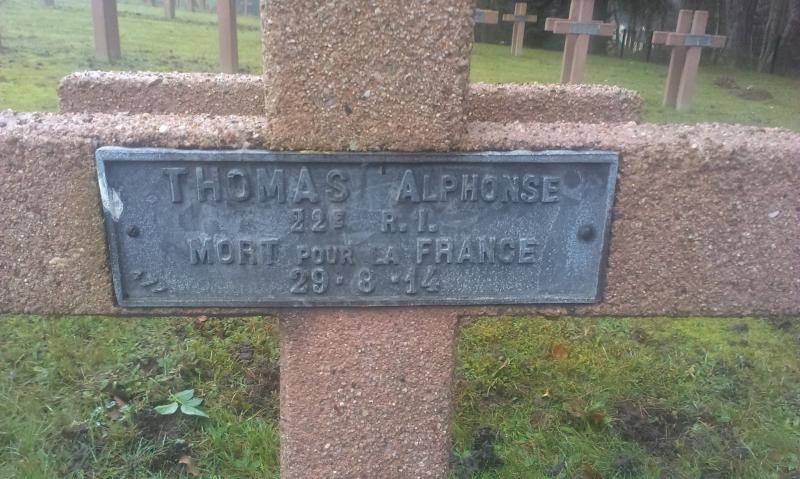 THOMAS ALPHONSE
22E R.I.
MORT POUR LA FRANCE
29·8·14